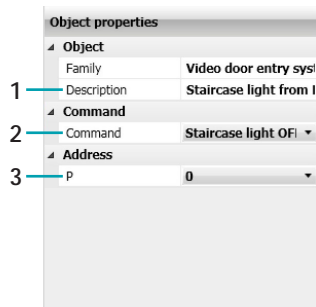 Object properties
Object
Family Video door entry syst
1 Description Staircase light from
Command
2 Command Staircase light OF
Address
3 P 0